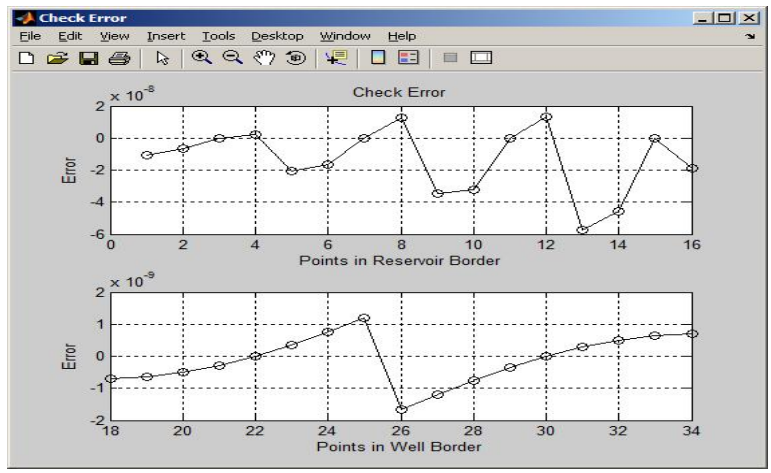 Check Error
File Edit View Insert Tools Desktop Window Help
Check Error
x 10^-8
2
0
-2
-4
-6
Error
0 2 4 6 8 10 12 14 16
Points in Reservoir Border
x 10^-9
2
1
0
-1
-2
Error
18 20 22 24 26 28 30 32 34
Points in Well Border